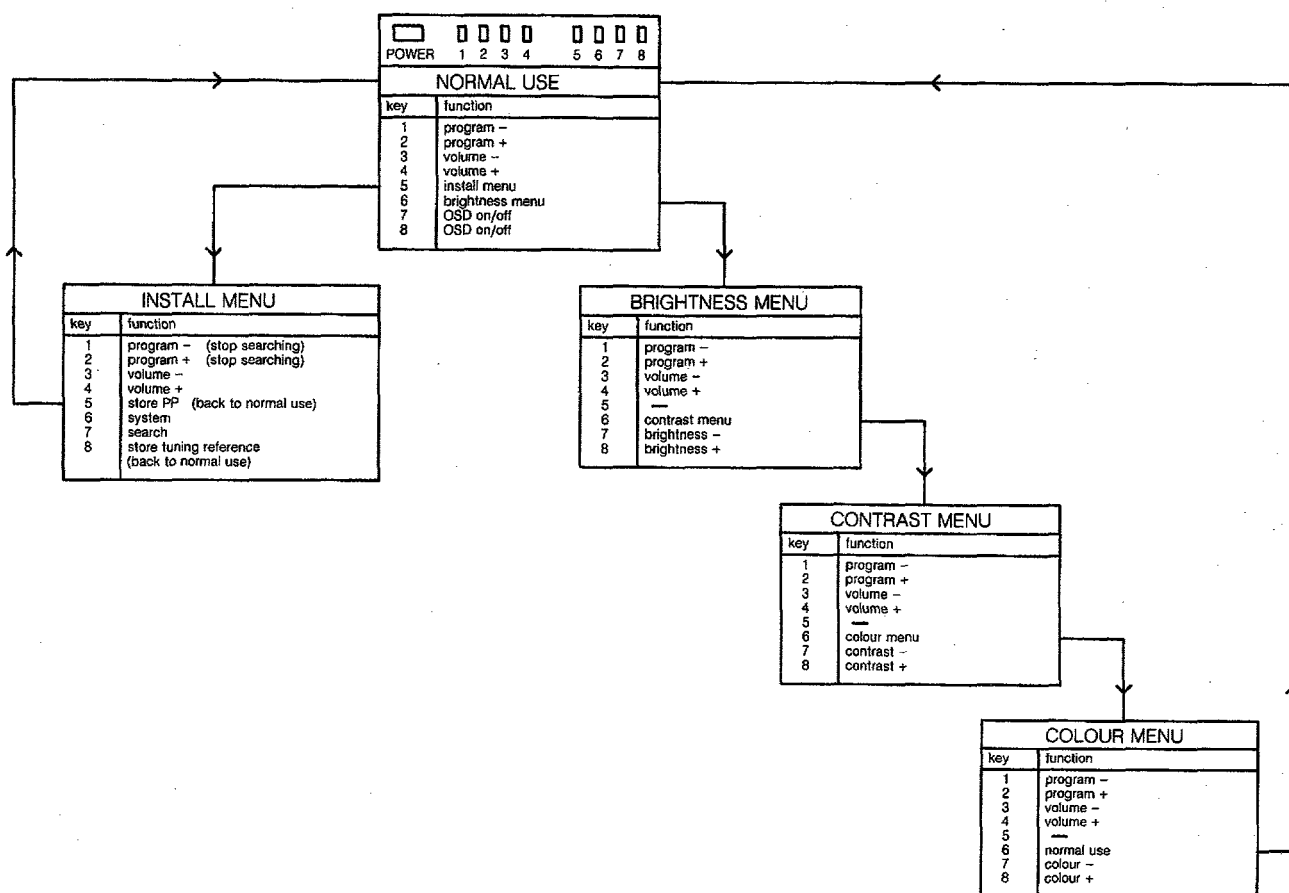 POWER 1 2 3 4 5 6 7 8
NORMAL USE
key function
1 program –
2 program +
3 volume –
4 volume +
5 install menu
6 brightness menu
7 OSD on/off
8 OSD on/off
INSTALL MENU
key function
1 program – (stop searching)
2 program + (stop searching)
3 volume –
4 volume +
5 store PP (back to normal use)
6 system
7 search
8 store tuning reference
(back to normal use)
BRIGHTNESS MENU
key function
1 program –
2 program +
3 volume –
4 volume +
5 —
6 contrast menu
7 brightness –
8 brightness +
CONTRAST MENU
key function
1 program –
2 program +
3 volume –
4 volume +
5 —
6 colour menu
7 contrast –
8 contrast +
COLOUR MENU
key function
1 program –
2 program +
3 volume –
4 volume +
5 —
6 normal use
7 colour –
8 colour +